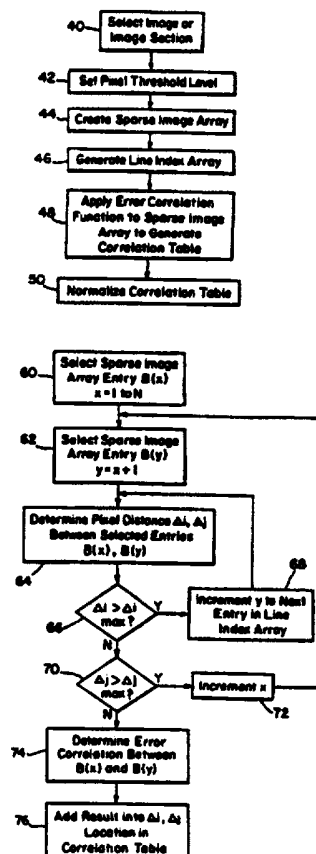 40
Select Image or
Image Section
42
Set Pixel Threshold Level
44
Create Sparse Image Array
46
Generate Line Index Array
48
Apply Error Correlation
Function to Sparse Image
Array to Generate
Correlation Table
50
Normalize Correlation Table
60
Select Sparse Image
Array Entry B(x)
x = 1 to N
62
Select Sparse Image
Array Entry B(y)
y = x + 1
Determine Pixel Distance Δi, Δj
Between Selected Entries
B(x), B(y)
64
Δi > Δi
max?
66
Y
N
68
Increment y to Next
Entry in Line
Index Array
70
Δj > Δj
max?
Y
N
Increment x
72
74
Determine Error
Correlation Between
B(x) and B(y)
76
Add Result into Δi, Δj
Location in
Correlation Table